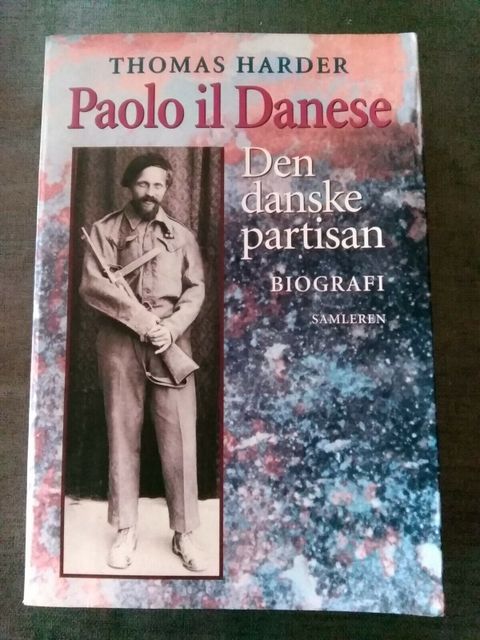 THOMAS HARDER
Paolo il Danese
Den
danske
partisan
BIOGRAFI
SAMLEREN